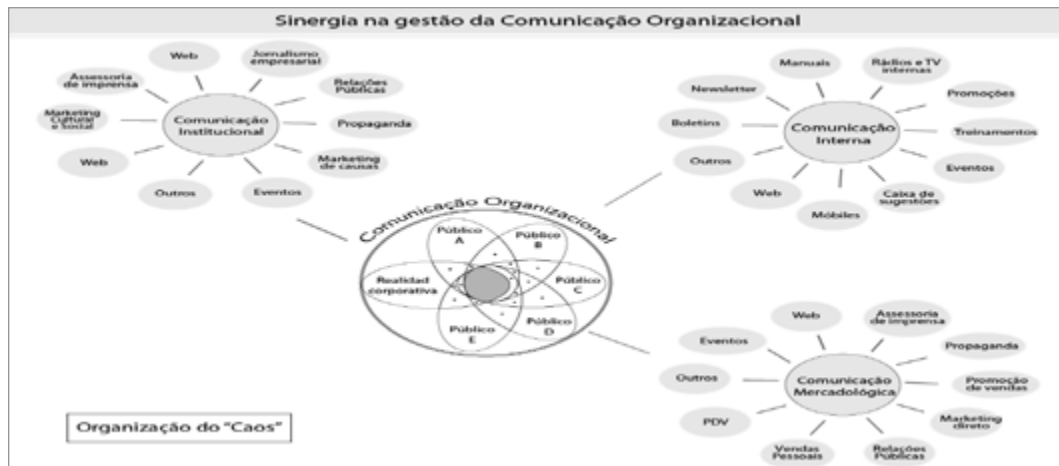 Sinergia na gestão da Comunicação Organizacional
Web
Jornalismo
empresarial
Assessoria
de imprensa
Relações
Públicas
Marketing
Cultural
e Social
Comunicação
Institucional
Propaganda
Web
Marketing
de causas
Outros
Eventos
Manuais
Rádios e TV
internas
Newsletter
Promoções
Boletins
Comunicação
Interna
Treinamentos
Outros
Eventos
Web
Caixa de
sugestões
Móbiles
Comunicação Organizacional
Público
A
Público
B
Realidad
corporativa
Público
C
Público
E
Público
D
Web
Assessoria
de imprensa
Eventos
Propaganda
Outros
Comunicação
Mercadológica
Promoção
de vendas
PDV
Marketing
direto
Vendas
Pessoais
Relações
Públicas
Organização do "Caos"